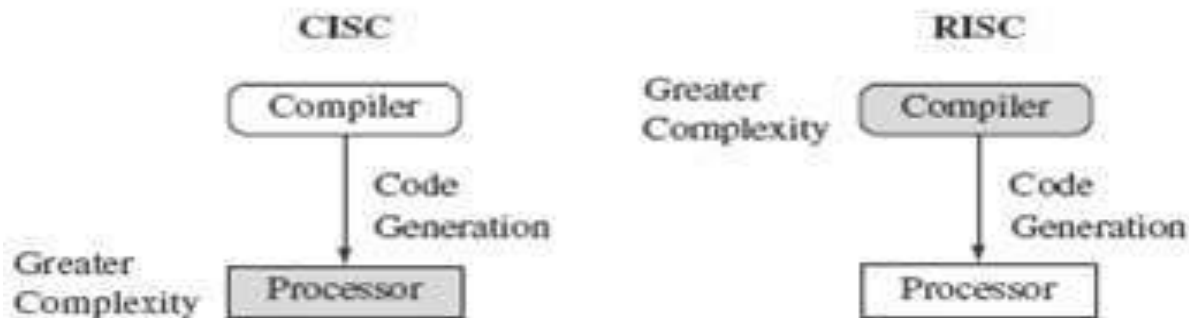 CISC
Compiler
Code
Generation
Greater
Complexity
Processor
RISC
Greater
Complexity
Compiler
Code
Generation
Processor